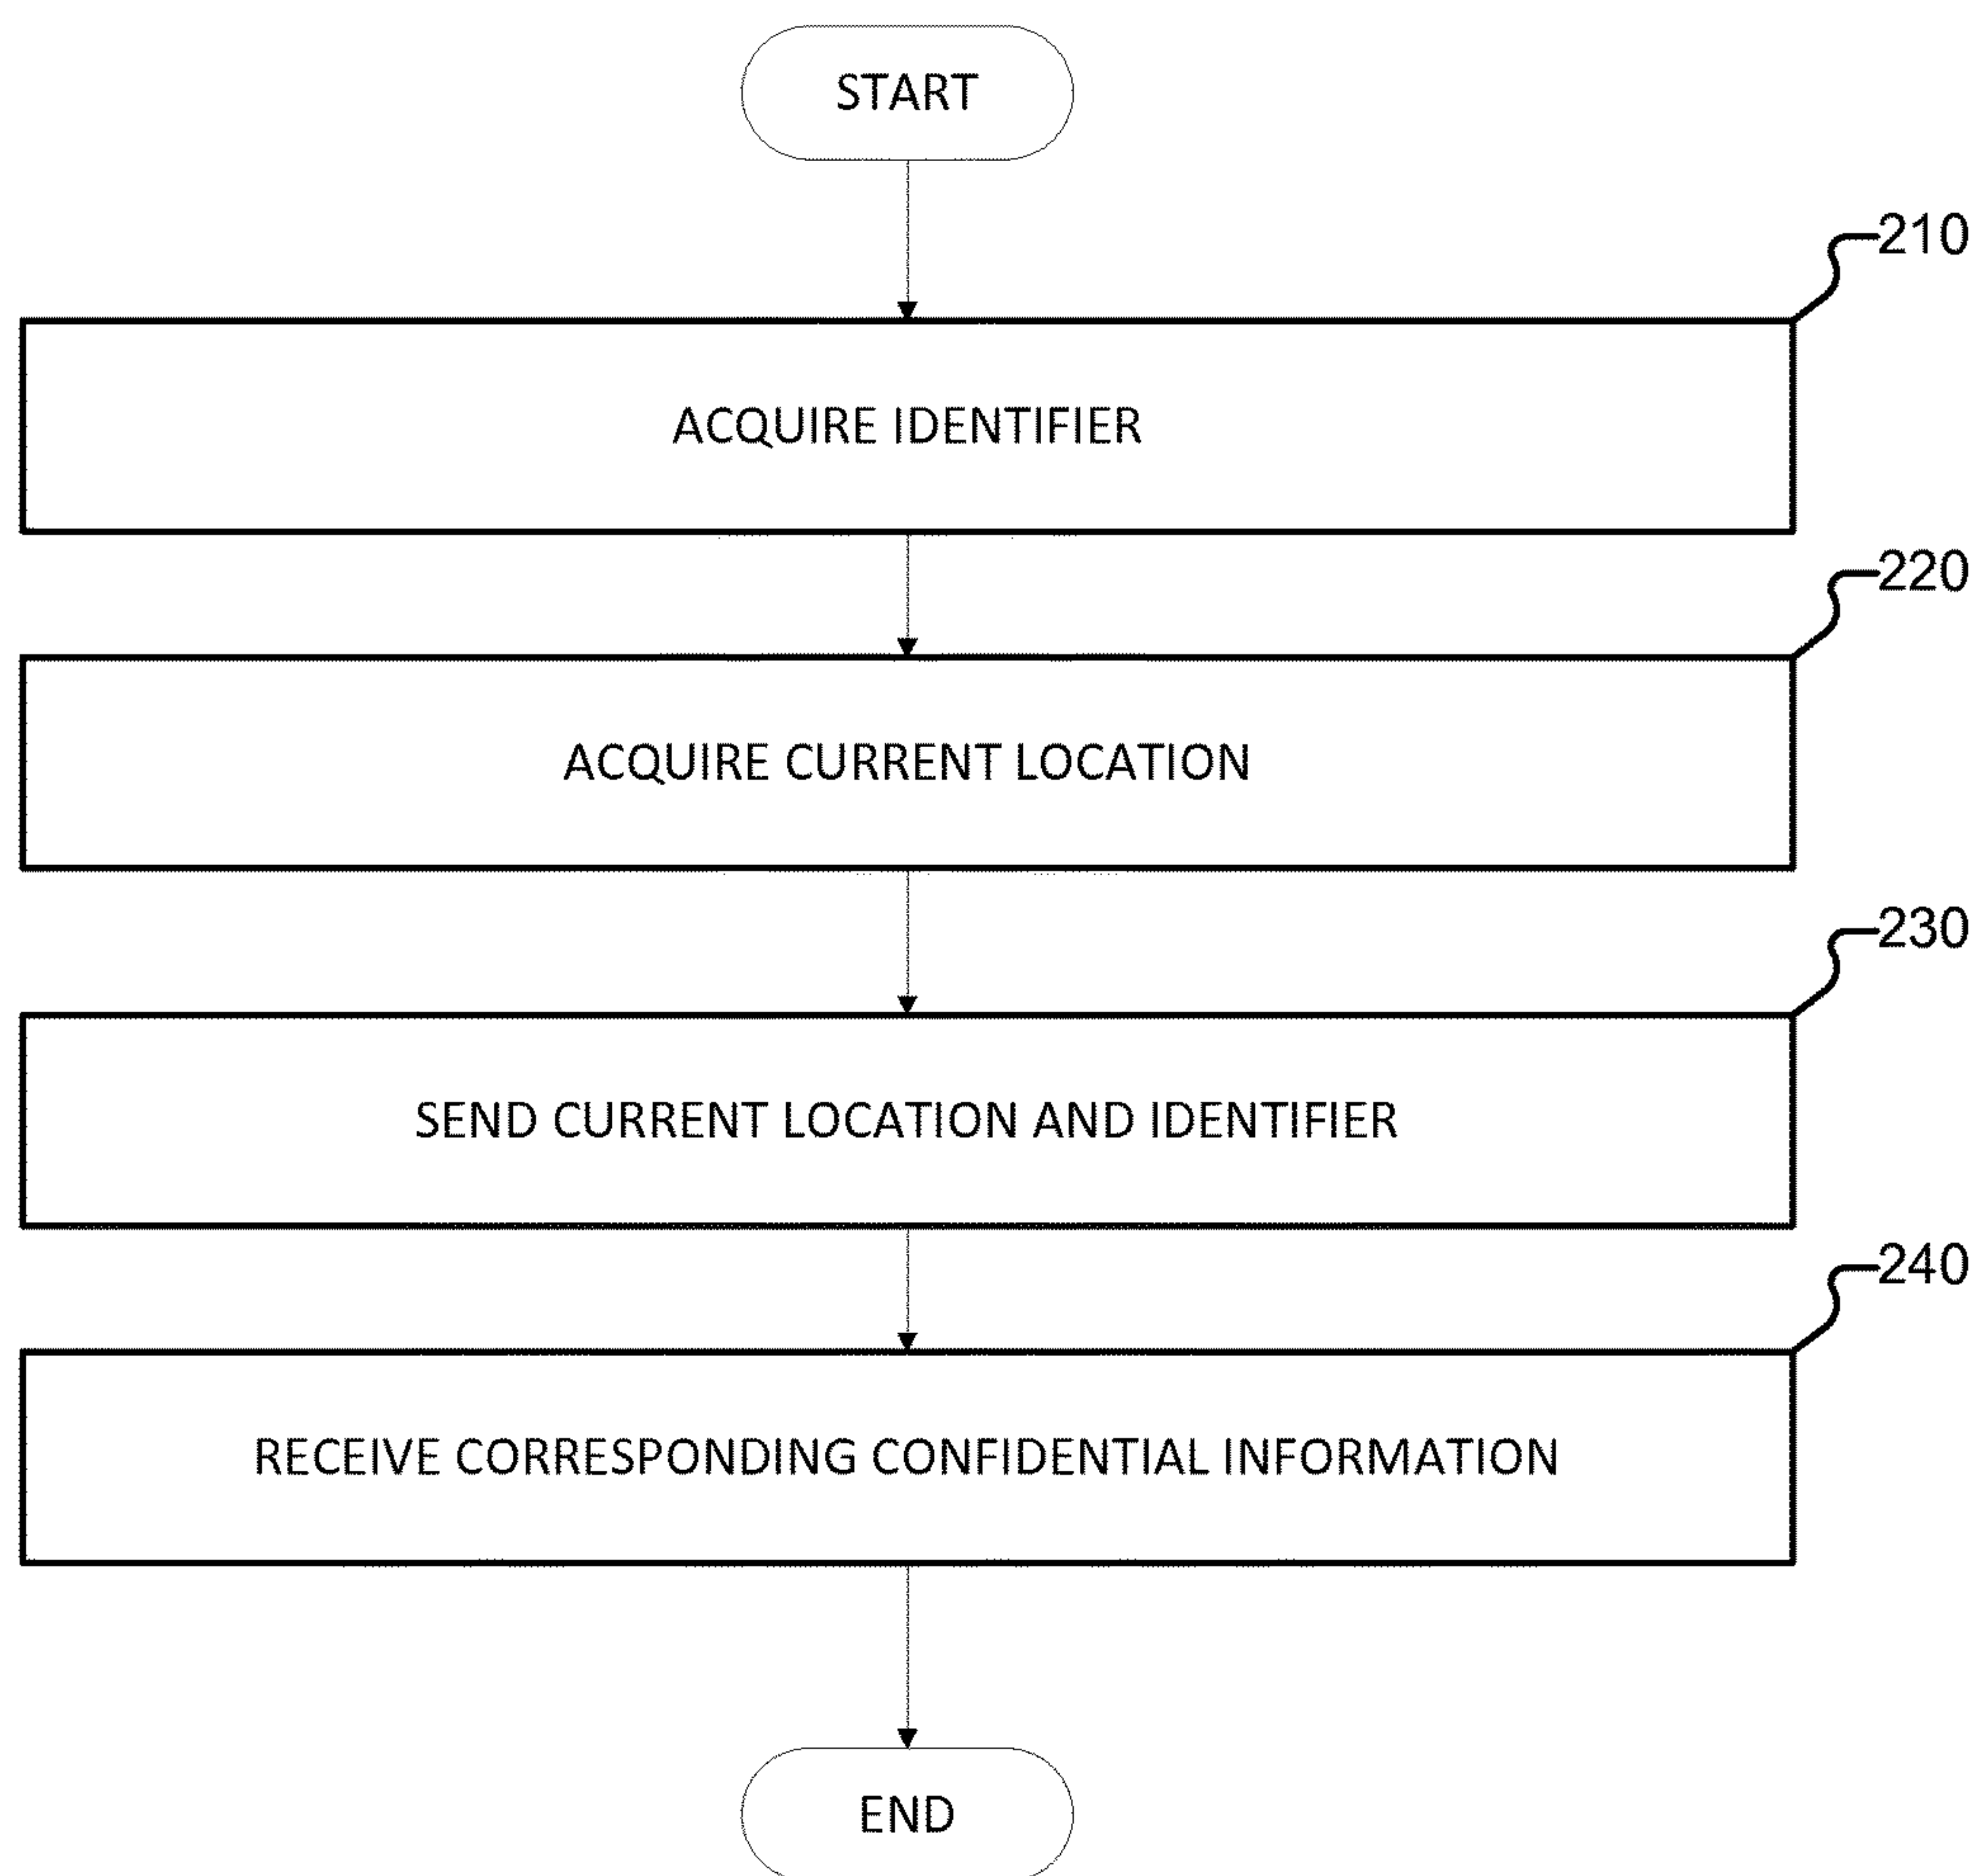 START
210
ACQUIRE IDENTIFIER
220
ACQUIRE CURRENT LOCATION
230
SEND CURRENT LOCATION AND IDENTIFIER
240
RECEIVE CORRESPONDING CONFIDENTIAL INFORMATION
END